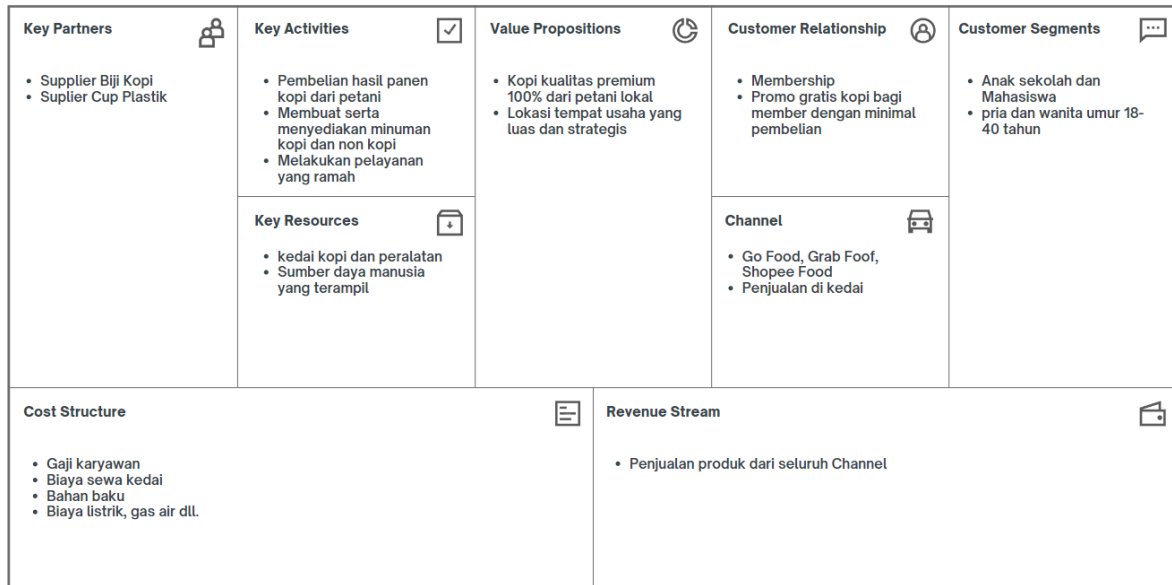 Key Partners
Supplier Biji Kopi
Suplier Cup Plastik
Key Activities
Pembelian hasil panen
kopi dari petani
Membuat serta
menyediakan minuman
kopi dan non kopi
Melakukan pelayanan
yang ramah
Key Resources
kedai kopi dan peralatan
Sumber daya manusia
yang terampil
Value Propositions
Kopi kualitas premium
100% dari petani lokal
Lokasi tempat usaha yang
luas dan strategis
Customer Relationship
Membership
Promo gratis kopi bagi
member dengan minimal
pembelian
Channel
Go Food, Grab Foof,
Shopee Food
Penjualan di kedai
Customer Segments
Anak sekolah dan
Mahasiswa
pria dan wanita umur 18-
40 tahun
Cost Structure
Gaji karyawan
Biaya sewa kedai
Bahan baku
Biaya listrik, gas air dll.
Revenue Stream
Penjualan produk dari seluruh Channel